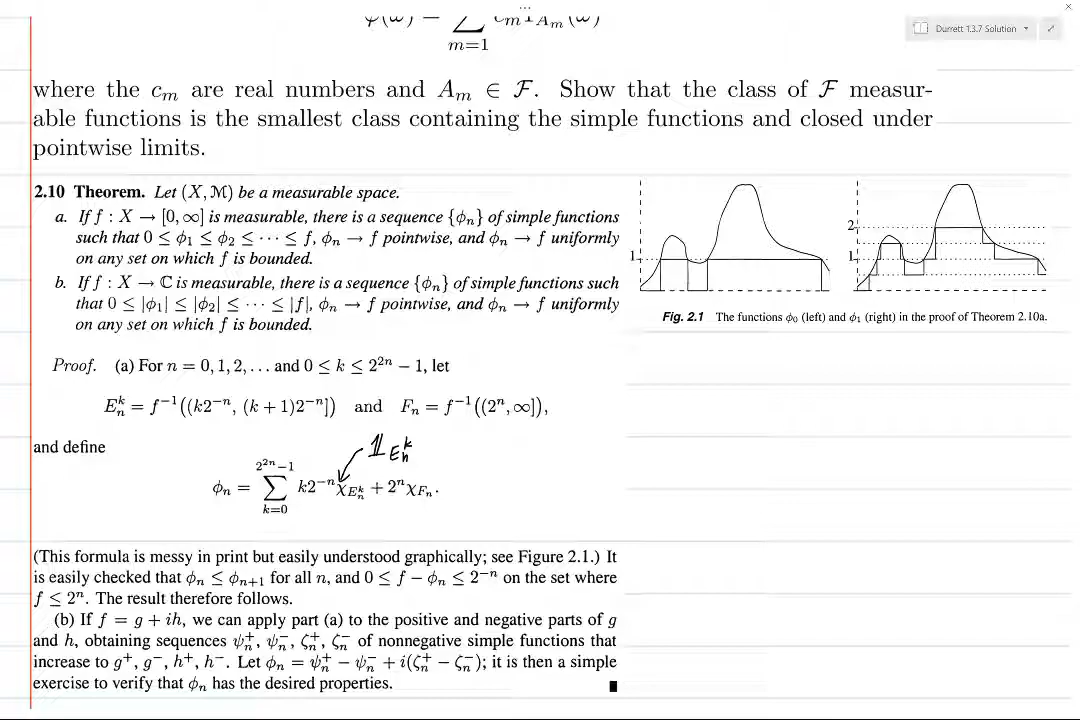 Durrett 1.3.7 Solution
φ(ω) = ∑_{m=1} c_m 1_{A_m}(ω)
where the c_m are real numbers and A_m ∈ ℱ. Show that the class of ℱ measur-
able functions is the smallest class containing the simple functions and closed under
pointwise limits.
2.10 Theorem. Let (X, ℳ) be a measurable space.
a. If f : X → [0, ∞] is measurable, there is a sequence {ϕ_n} of simple functions
such that 0 ≤ ϕ_1 ≤ ϕ_2 ≤ ⋯ ≤ f, ϕ_n → f pointwise, and ϕ_n → f uniformly
on any set on which f is bounded.
b. If f : X → ℂ is measurable, there is a sequence {ϕ_n} of simple functions such
that 0 ≤ |ϕ_1| ≤ |ϕ_2| ≤ ⋯ ≤ |f|, ϕ_n → f pointwise, and ϕ_n → f uniformly
on any set on which f is bounded.
1
2
1
Fig. 2.1 The functions ϕ_0 (left) and ϕ_1 (right) in the proof of Theorem 2.10a.
Proof. (a) For n = 0, 1, 2, . . . and 0 ≤ k ≤ 2^{2n} − 1, let
E_n^k = f^{-1}((k2^{-n}, (k + 1)2^{-n}]) and F_n = f^{-1}((2^n, ∞]),
and define
𝟙_{E_n^k}
ϕ_n = ∑_{k=0}^{2^{2n}−1} k2^{-n}χ_{E_n^k} + 2^nχ_{F_n}.
(This formula is messy in print but easily understood graphically; see Figure 2.1.) It
is easily checked that ϕ_n ≤ ϕ_{n+1} for all n, and 0 ≤ f − ϕ_n ≤ 2^{-n} on the set where
f ≤ 2^n. The result therefore follows.
(b) If f = g + ih, we can apply part (a) to the positive and negative parts of g
and h, obtaining sequences ψ_n^+, ψ_n^-, ζ_n^+, ζ_n^- of nonnegative simple functions that
increase to g^+, g^-, h^+, h^-. Let ϕ_n = ψ_n^+ − ψ_n^- + i(ζ_n^+ − ζ_n^-); it is then a simple
exercise to verify that ϕ_n has the desired properties.